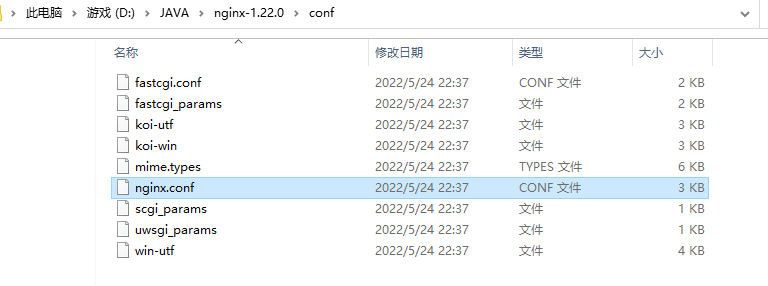 此电脑 › 游戏 (D:) › JAVA › nginx-1.22.0 › conf
名称 修改日期 类型 大小
fastcgi.conf 2022/5/24 22:37 CONF 文件 2 KB
fastcgi_params 2022/5/24 22:37 文件 2 KB
koi-utf 2022/5/24 22:37 文件 3 KB
koi-win 2022/5/24 22:37 文件 3 KB
mime.types 2022/5/24 22:37 TYPES 文件 6 KB
nginx.conf 2022/5/24 22:37 CONF 文件 3 KB
scgi_params 2022/5/24 22:37 文件 1 KB
uwsgi_params 2022/5/24 22:37 文件 1 KB
win-utf 2022/5/24 22:37 文件 4 KB